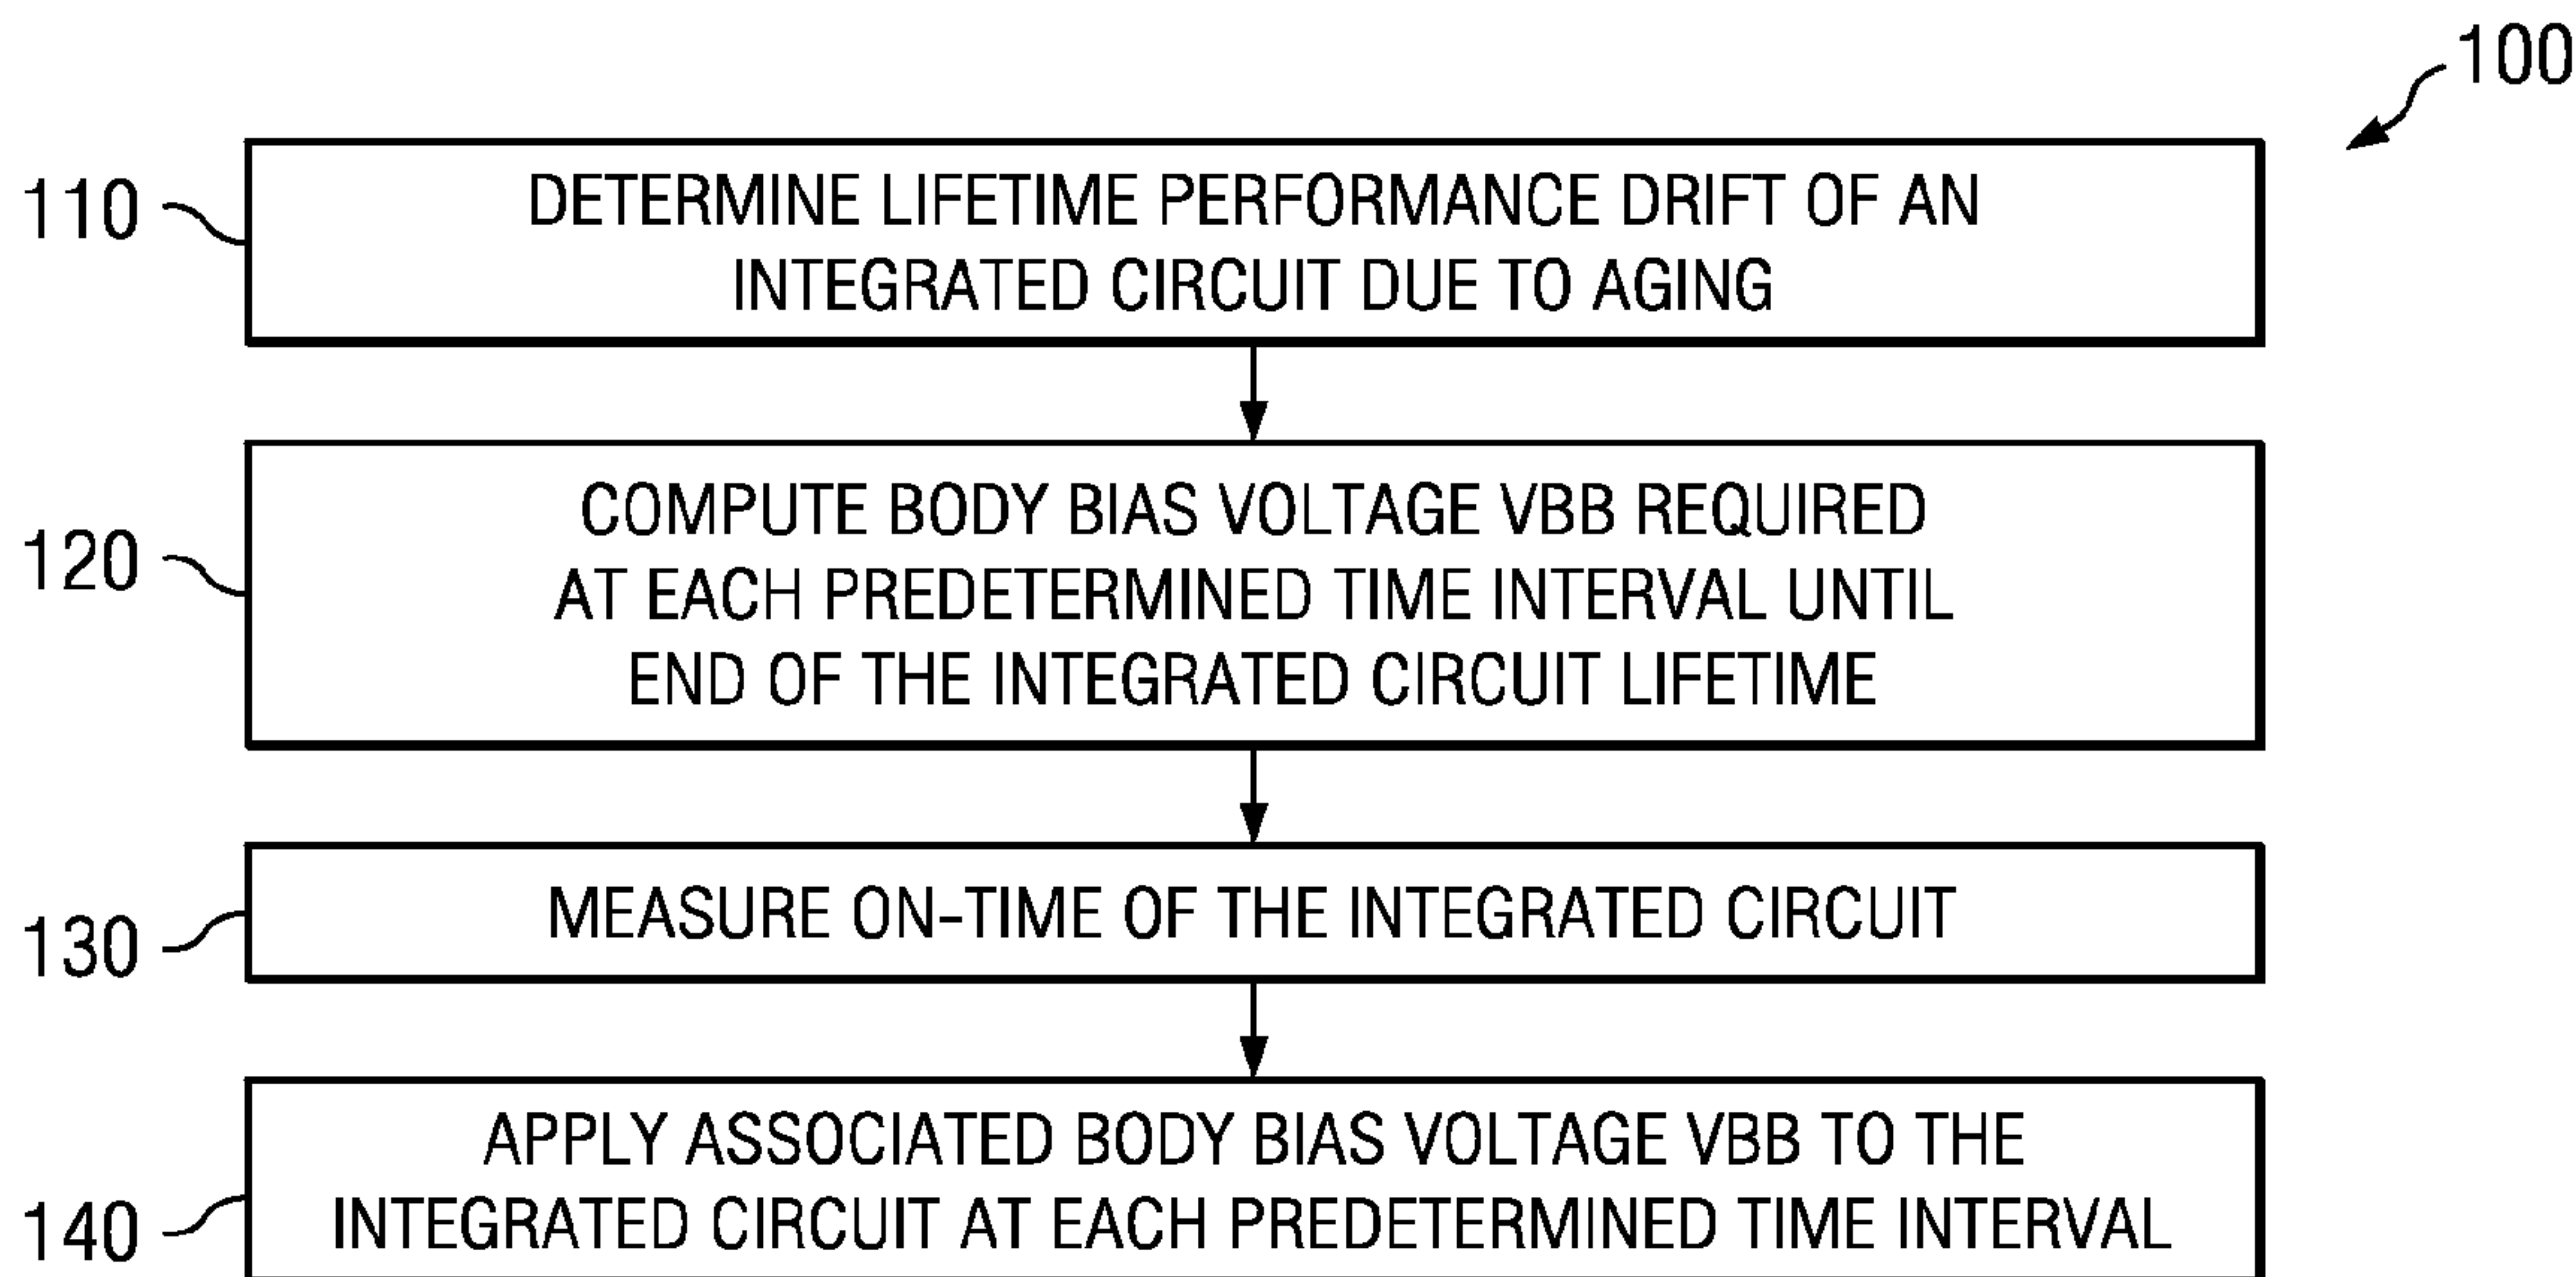 100
110
DETERMINE LIFETIME PERFORMANCE DRIFT OF AN
INTEGRATED CIRCUIT DUE TO AGING
120
COMPUTE BODY BIAS VOLTAGE VBB REQUIRED
AT EACH PREDETERMINED TIME INTERVAL UNTIL
END OF THE INTEGRATED CIRCUIT LIFETIME
130
MEASURE ON-TIME OF THE INTEGRATED CIRCUIT
140
APPLY ASSOCIATED BODY BIAS VOLTAGE VBB TO THE
INTEGRATED CIRCUIT AT EACH PREDETERMINED TIME INTERVAL